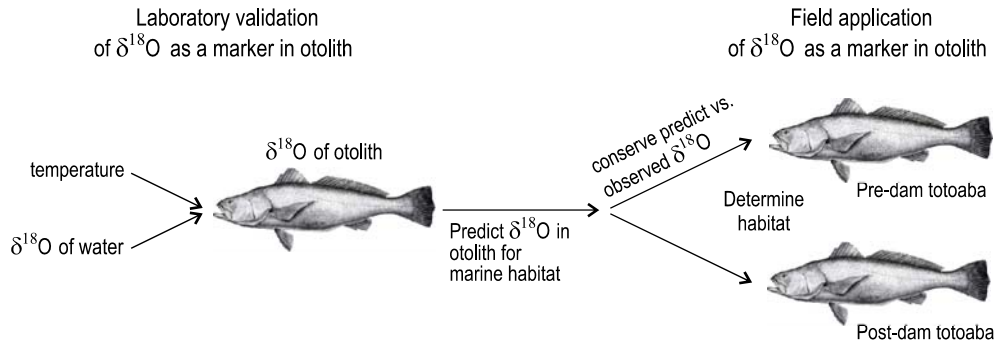 Laboratory validation
of δ¹⁸O as a marker in otolith
Field application
of δ¹⁸O as a marker in otolith
temperature
δ¹⁸O of water
δ¹⁸O of otolith
Predict δ¹⁸O in
otolith for
marine habitat
conserve predict vs.
observed δ¹⁸O
Determine
habitat
Pre-dam totoaba
Post-dam totoaba